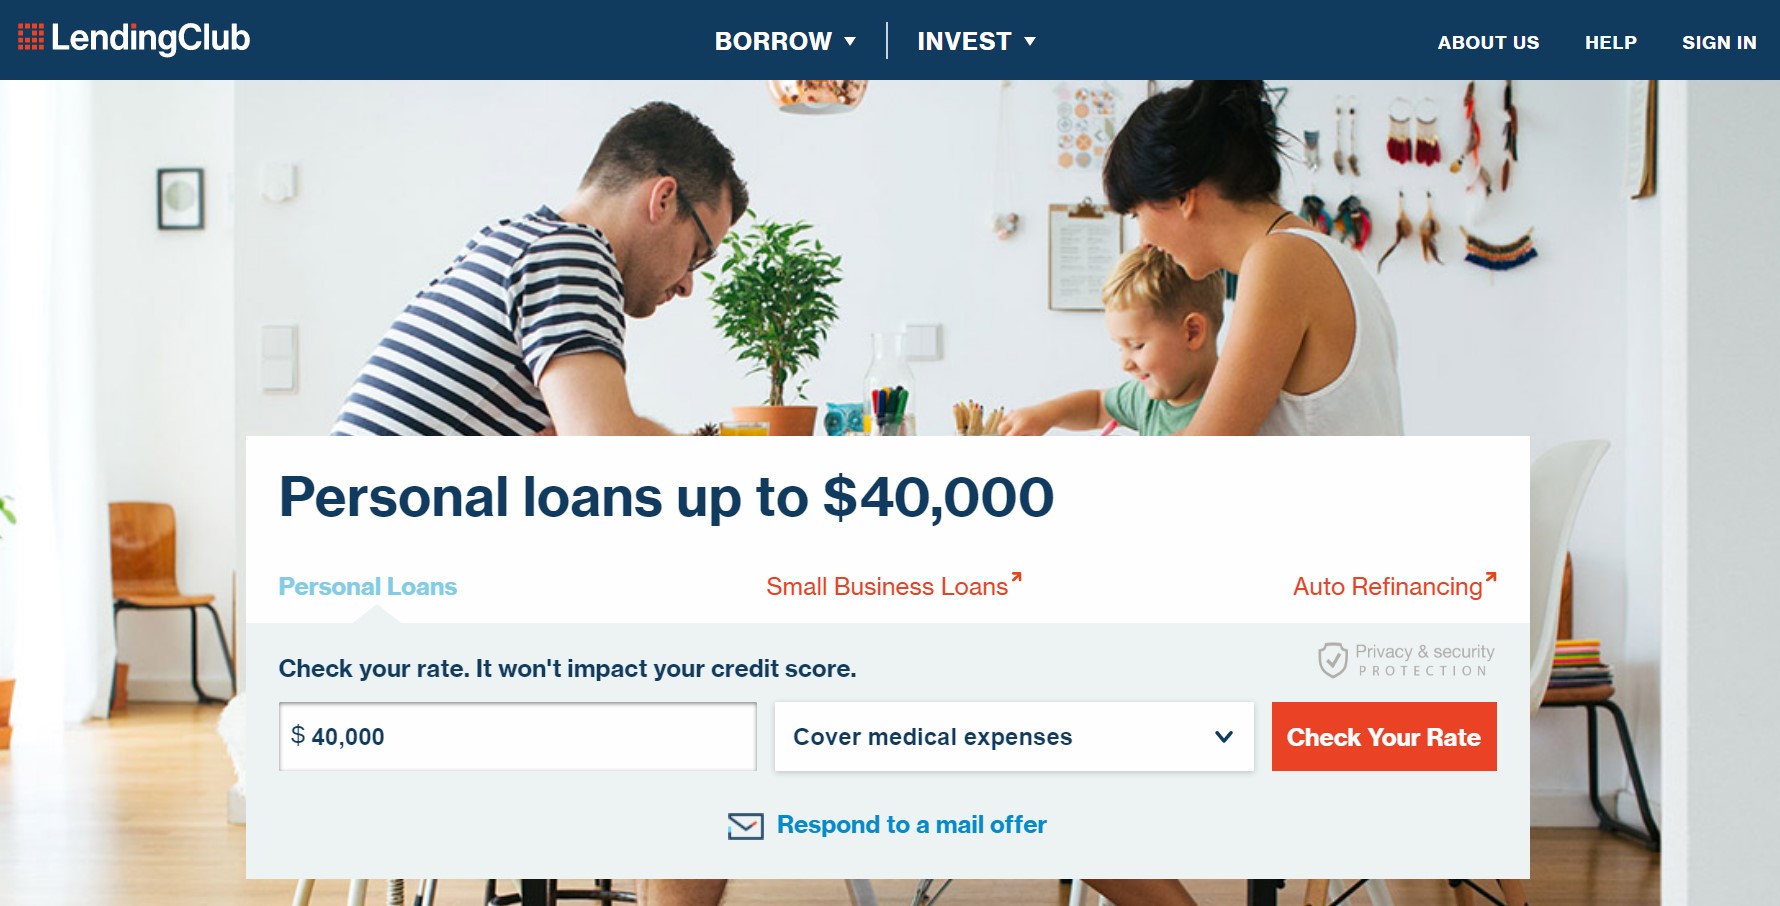 LendingClub
BORROW
INVEST
ABOUT US
HELP
SIGN IN
Personal loans up to $40,000
Personal Loans
Small Business Loans
Auto Refinancing
Check your rate. It won't impact your credit score.
Privacy & security
PROTECTION
$ 40,000
Cover medical expenses
Check Your Rate
Respond to a mail offer